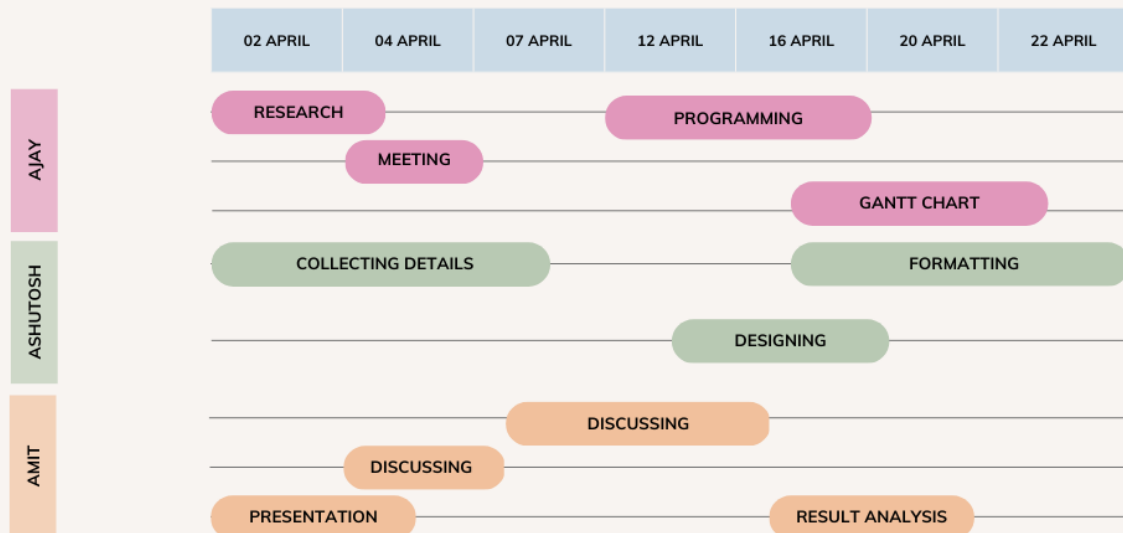 02 APRIL 04 APRIL 07 APRIL 12 APRIL 16 APRIL 20 APRIL 22 APRIL
AJAY
RESEARCH PROGRAMMING
MEETING
GANTT CHART
ASHUTOSH
COLLECTING DETAILS FORMATTING
DESIGNING
AMIT
DISCUSSING
DISCUSSING
PRESENTATION RESULT ANALYSIS